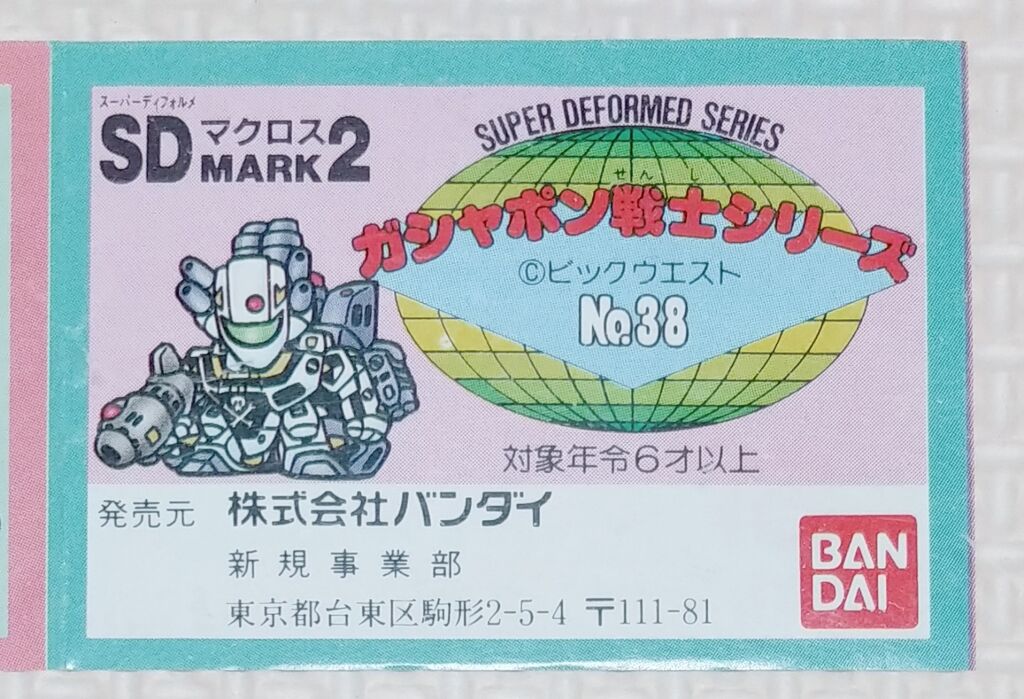 スーパーディフォルメ
SDマクロス
MARK2
SUPER DEFORMED SERIES
せんし
ガシャポン戦士シリーズ
©ビックウエスト
No.38
対象年令6才以上
発売元 株式会社バンダイ
新規事業部
東京都台東区駒形2-5-4 〒111-81
BAN
DAI